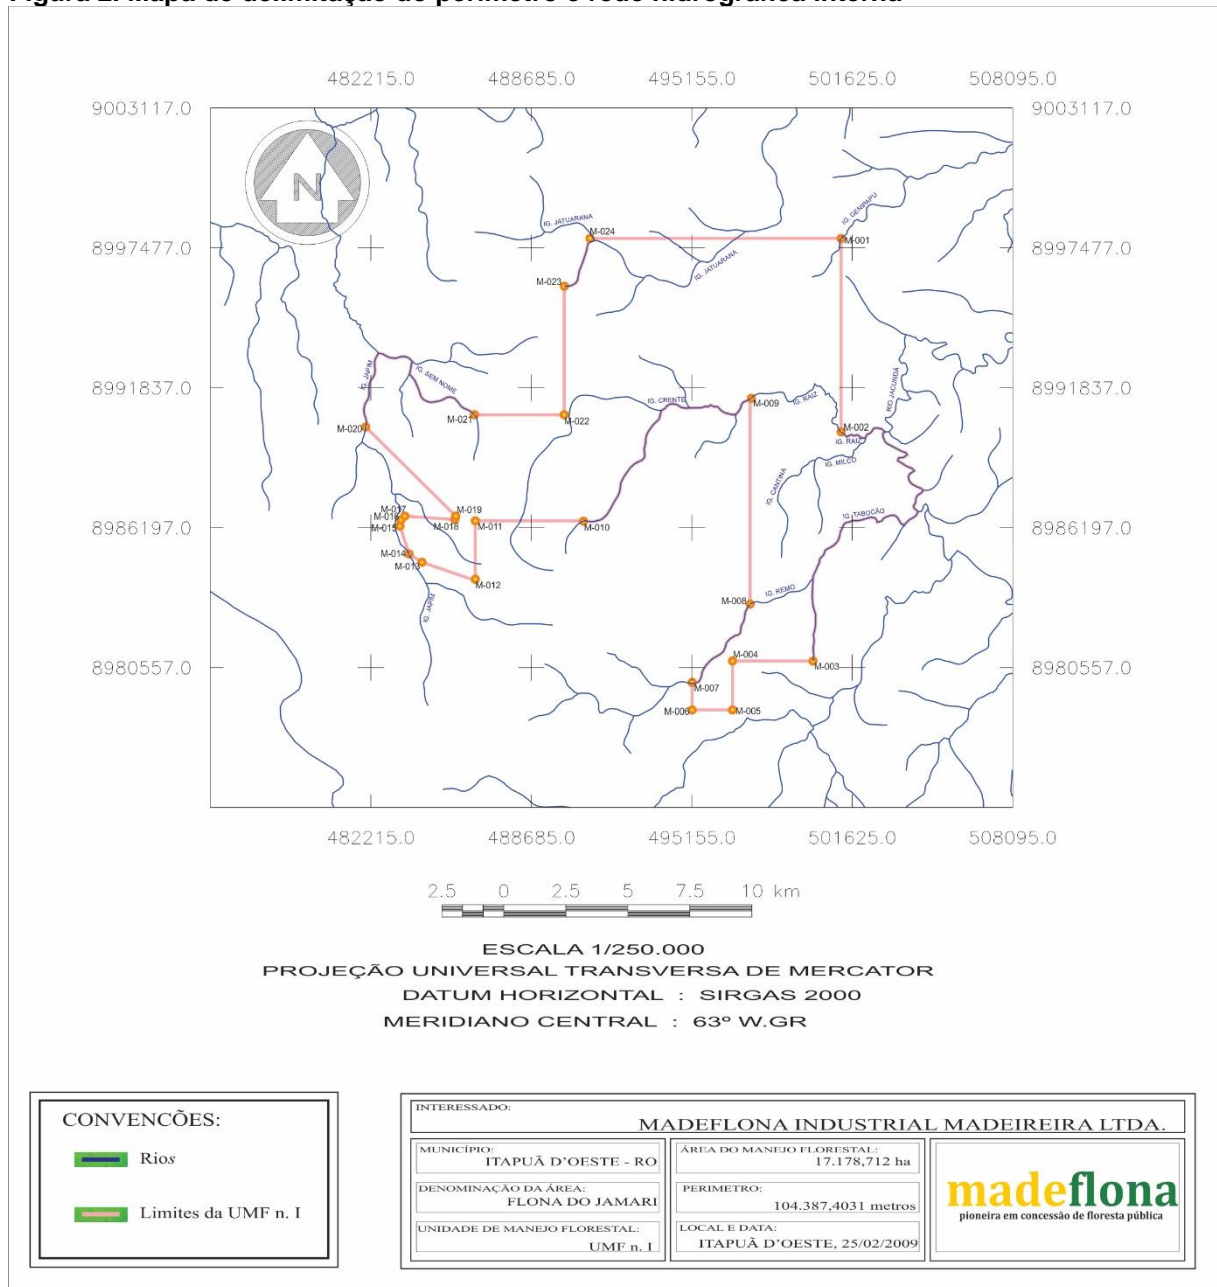 Figura 2. Mapa de delimitação do perímetro e rede hidrográfica interna
482215.0 488685.0 495155.0 501625.0 508095.0
9003117.0 9003117.0
N
IG. JATUARANA
IG. GENIPAPU
M-024
M-001
8997477.0 8997477.0
IG. JATUARANA
M-023
IG. JAPIM
IG. SEM NOME
RIO JACUNDÁ
8991837.0 8991837.0
IG. CRENTE
M-009
IG. RAIZ
M-021
M-022
M-020
M-002
IG. RAIZ
IG. MILCO
IG. CANTINA
M-017
M-019
M-016
M-018
M-011
M-010
IG. TABOCÃO
M-015
8986197.0 8986197.0
M-014
M-013
M-012
IG. REMO
M-008
IG. JAPIM
M-004
M-003
8980557.0 8980557.0
M-007
M-006
M-005
482215.0 488685.0 495155.0 501625.0 508095.0
2.5 0 2.5 5 7.5 10 km
ESCALA 1/250.000
PROJEÇÃO UNIVERSAL TRANSVERSA DE MERCATOR
DATUM HORIZONTAL : SIRGAS 2000
MERIDIANO CENTRAL : 63º W.GR
CONVENCÕES:
Rios
Limites da UMF n. I
INTERESSADO:
MADEFLONA INDUSTRIAL MADEIREIRA LTDA.
MUNICÍPIO:
ITAPUÃ D'OESTE - RO
ÁREA DO MANEJO FLORESTAL:
17.178,712 ha
DENOMINAÇÃO DA ÁREA:
FLONA DO JAMARI
PERIMETRO:
104.387,4031 metros
UNIDADE DE MANEJO FLORESTAL:
UMF n. I
LOCAL E DATA:
ITAPUÃ D'OESTE, 25/02/2009
madeflona
pioneira em concessão de floresta pública